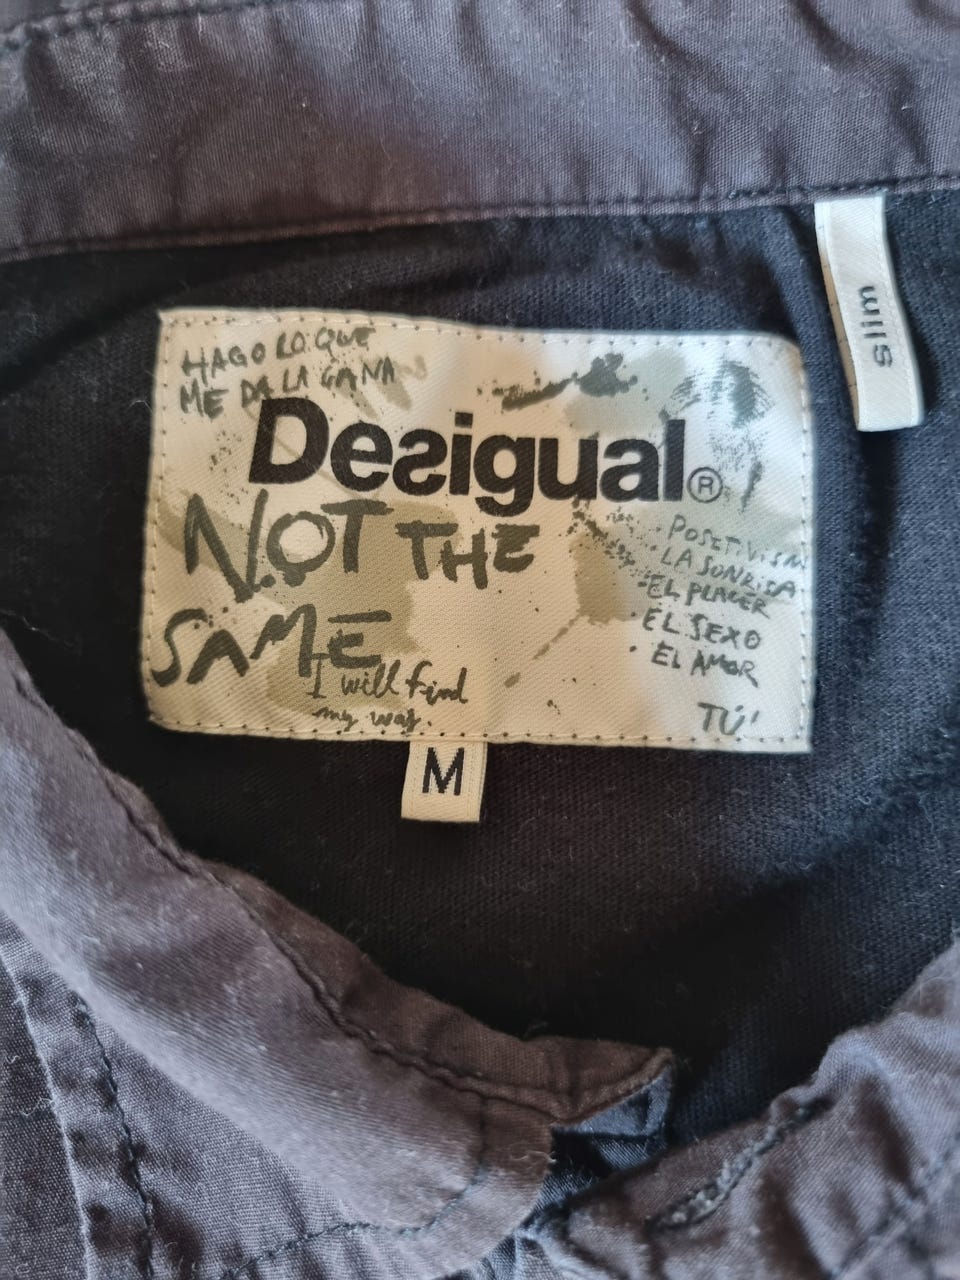 HAGO LO QUE
ME DA LA GANA
Desigual®
NOT THE
SAME
I will find
my way.
POSITIVISM
LA SONRISA
EL PLACER
EL SEXO
EL AMOR
TÚ!
M
slim